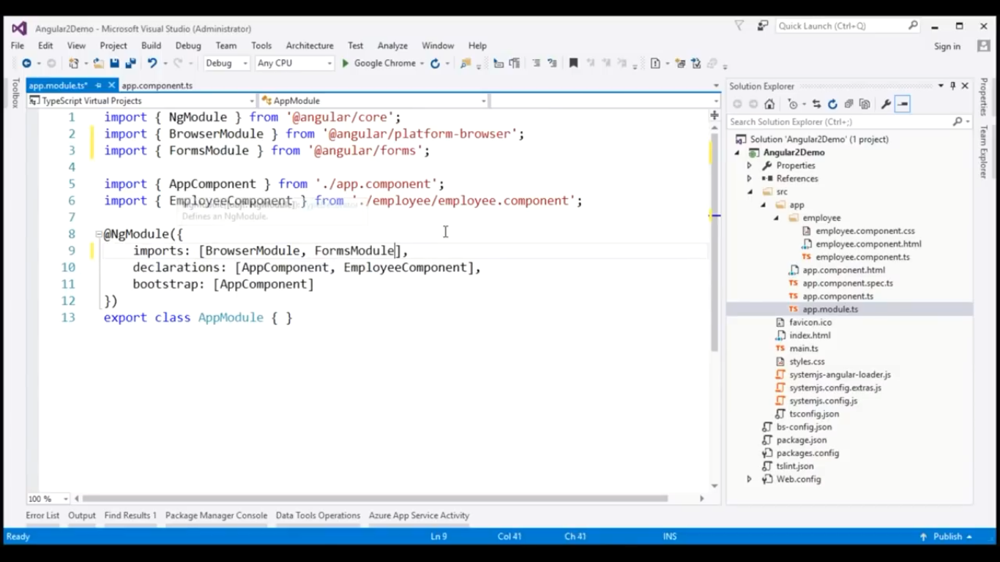 Angular2Demo - Microsoft Visual Studio (Administrator)
Quick Launch (Ctrl+Q)
File Edit View Project Build Debug Team Tools Architecture Test Analyze Window Help
Sign in
Debug Any CPU Google Chrome
Toolbox
app.module.ts* app.component.ts
TypeScript Virtual Projects AppModule
1 import { NgModule } from '@angular/core';
2 import { BrowserModule } from '@angular/platform-browser';
3 import { FormsModule } from '@angular/forms';
4
5 import { AppComponent } from './app.component';
6 import { EmployeeComponent } from './employee/employee.component';
Defines an NgModule.
7
8 @NgModule({
9 imports: [BrowserModule, FormsModule],
10 declarations: [AppComponent, EmployeeComponent],
11 bootstrap: [AppComponent]
12 })
13 export class AppModule { }
100 %
Solution Explorer
Search Solution Explorer (Ctrl+;)
Solution 'Angular2Demo' (1 project)
Angular2Demo
Properties
References
src
app
employee
employee.component.css
employee.component.html
TS employee.component.ts
app.component.html
TS app.component.spec.ts
TS app.component.ts
TS app.module.ts
favicon.ico
index.html
TS main.ts
styles.css
systemjs-angular-loader.js
systemjs.config.extras.js
systemjs.config.js
tsconfig.json
bs-config.json
package.json
packages.config
tslint.json
Web.config
Properties
Team Explorer
Error List Output Find Results 1 Package Manager Console Data Tools Operations Azure App Service Activity
Ready Ln 9 Col 41 Ch 41 INS Publish